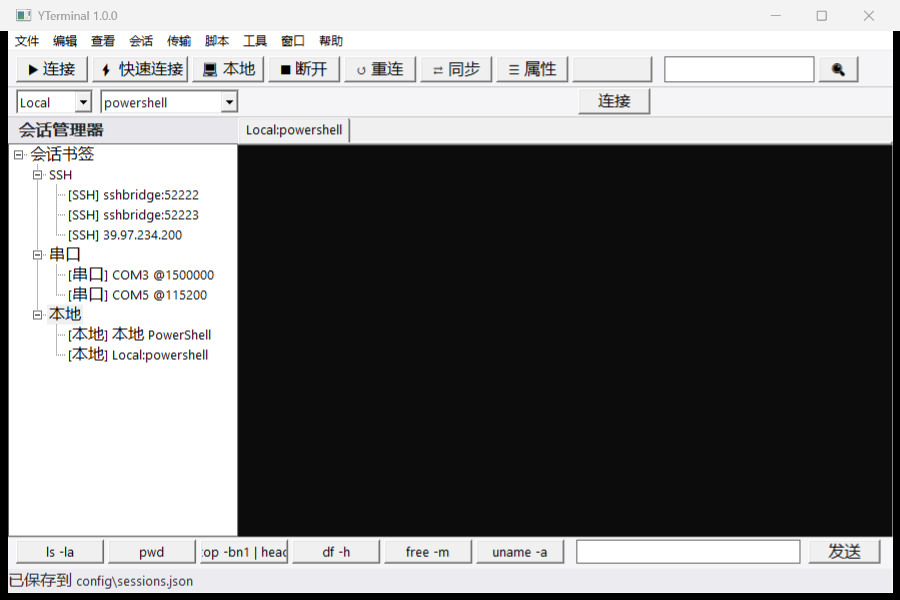 YTerminal 1.0.0
文件 编辑 查看 会话 传输 脚本 工具 窗口 帮助
连接 快速连接 本地 断开 重连 同步 属性
Local powershell 连接
会话管理器 Local:powershell
会话书签
SSH
[SSH] sshbridge:52222
[SSH] sshbridge:52223
[SSH] 39.97.234.200
串口
[串口] COM3 @1500000
[串口] COM5 @115200
本地
[本地] 本地 PowerShell
[本地] Local:powershell
ls -la pwd top -bn1 | head df -h free -m uname -a 发送
已保存到 config\sessions.json